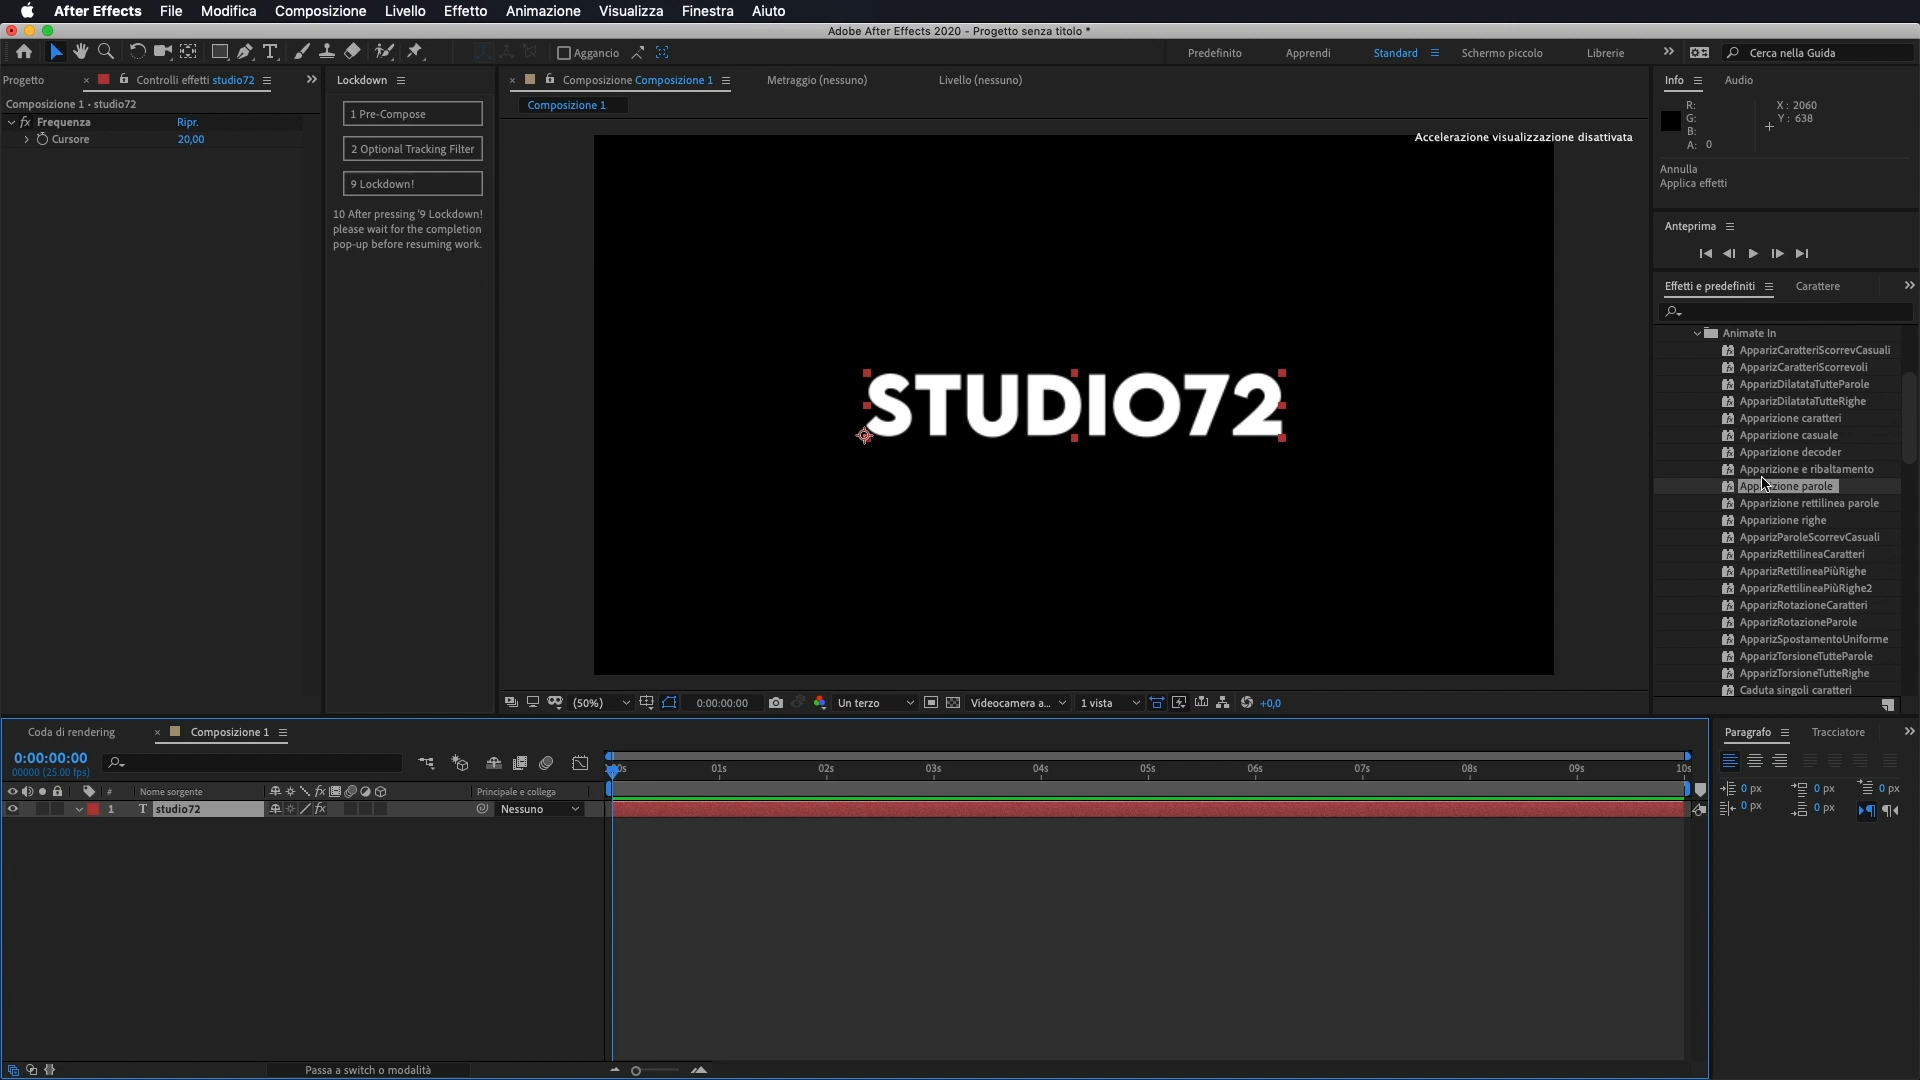 After Effects File Modifica Composizione Livello Effetto Animazione Visualizza Finestra Aiuto
Adobe After Effects 2020 - Progetto senza titolo *
Aggancio Predefinito Apprendi Standard Schermo piccolo Librerie Cerca nella Guida
Progetto Controlli effetti studio72
Composizione 1 • studio72
Frequenza Ripr.
Cursore 20,00
Lockdown
1 Pre-Compose
2 Optional Tracking Filter
9 Lockdown!
10 After pressing '9 Lockdown!
please wait for the completion
pop-up before resuming work.
Composizione Composizione 1 Metraggio (nessuno) Livello (nessuno)
Composizione 1
Accelerazione visualizzazione disattivata
STUDIO72
(50%) 0:00:00:00 Un terzo Videocamera a... 1 vista +0,0
Info Audio
R: X : 2060
G: Y : 638
B:
A: 0
Annulla
Applica effetti
Anteprima
Effetti e predefiniti Carattere
Animate In
ApparizCaratteriScorrevCasuali
ApparizCaratteriScorrevoli
ApparizDilatataTutteParole
ApparizDilatataTutteRighe
Apparizione caratteri
Apparizione casuale
Apparizione decoder
Apparizione e ribaltamento
Apparizione parole
Apparizione rettilinea parole
Apparizione righe
ApparizParoleScorrevCasuali
ApparizRettilineaCaratteri
ApparizRettilineaPiùRighe
ApparizRettilineaPiùRighe2
ApparizRotazioneCaratteri
ApparizRotazioneParole
ApparizSpostamentoUniforme
ApparizTorsioneTutteParole
ApparizTorsioneTutteRighe
Caduta singoli caratteri
Coda di rendering Composizione 1
0:00:00:00
00000 (25.00 fps)
01s 02s 03s 04s 05s 06s 07s 08s 09s 10s
# Nome sorgente Principale e collega
1 T studio72 Nessuno
Passa a switch o modalità
Paragrafo Tracciatore
0 px 0 px 0 px
0 px 0 px